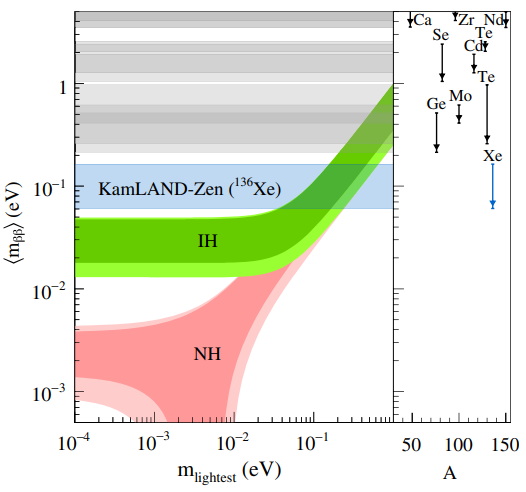 Ca Zr Nd
Se Te
Cd
1 Te
Ge Mo
Xe
KamLAND-Zen (¹³⁶Xe)
10⁻¹
⟨m_ββ⟩ (eV)
IH
10⁻²
NH
10⁻³
10⁻⁴ 10⁻³ 10⁻² 10⁻¹ 50 100 150
m_lightest (eV) A